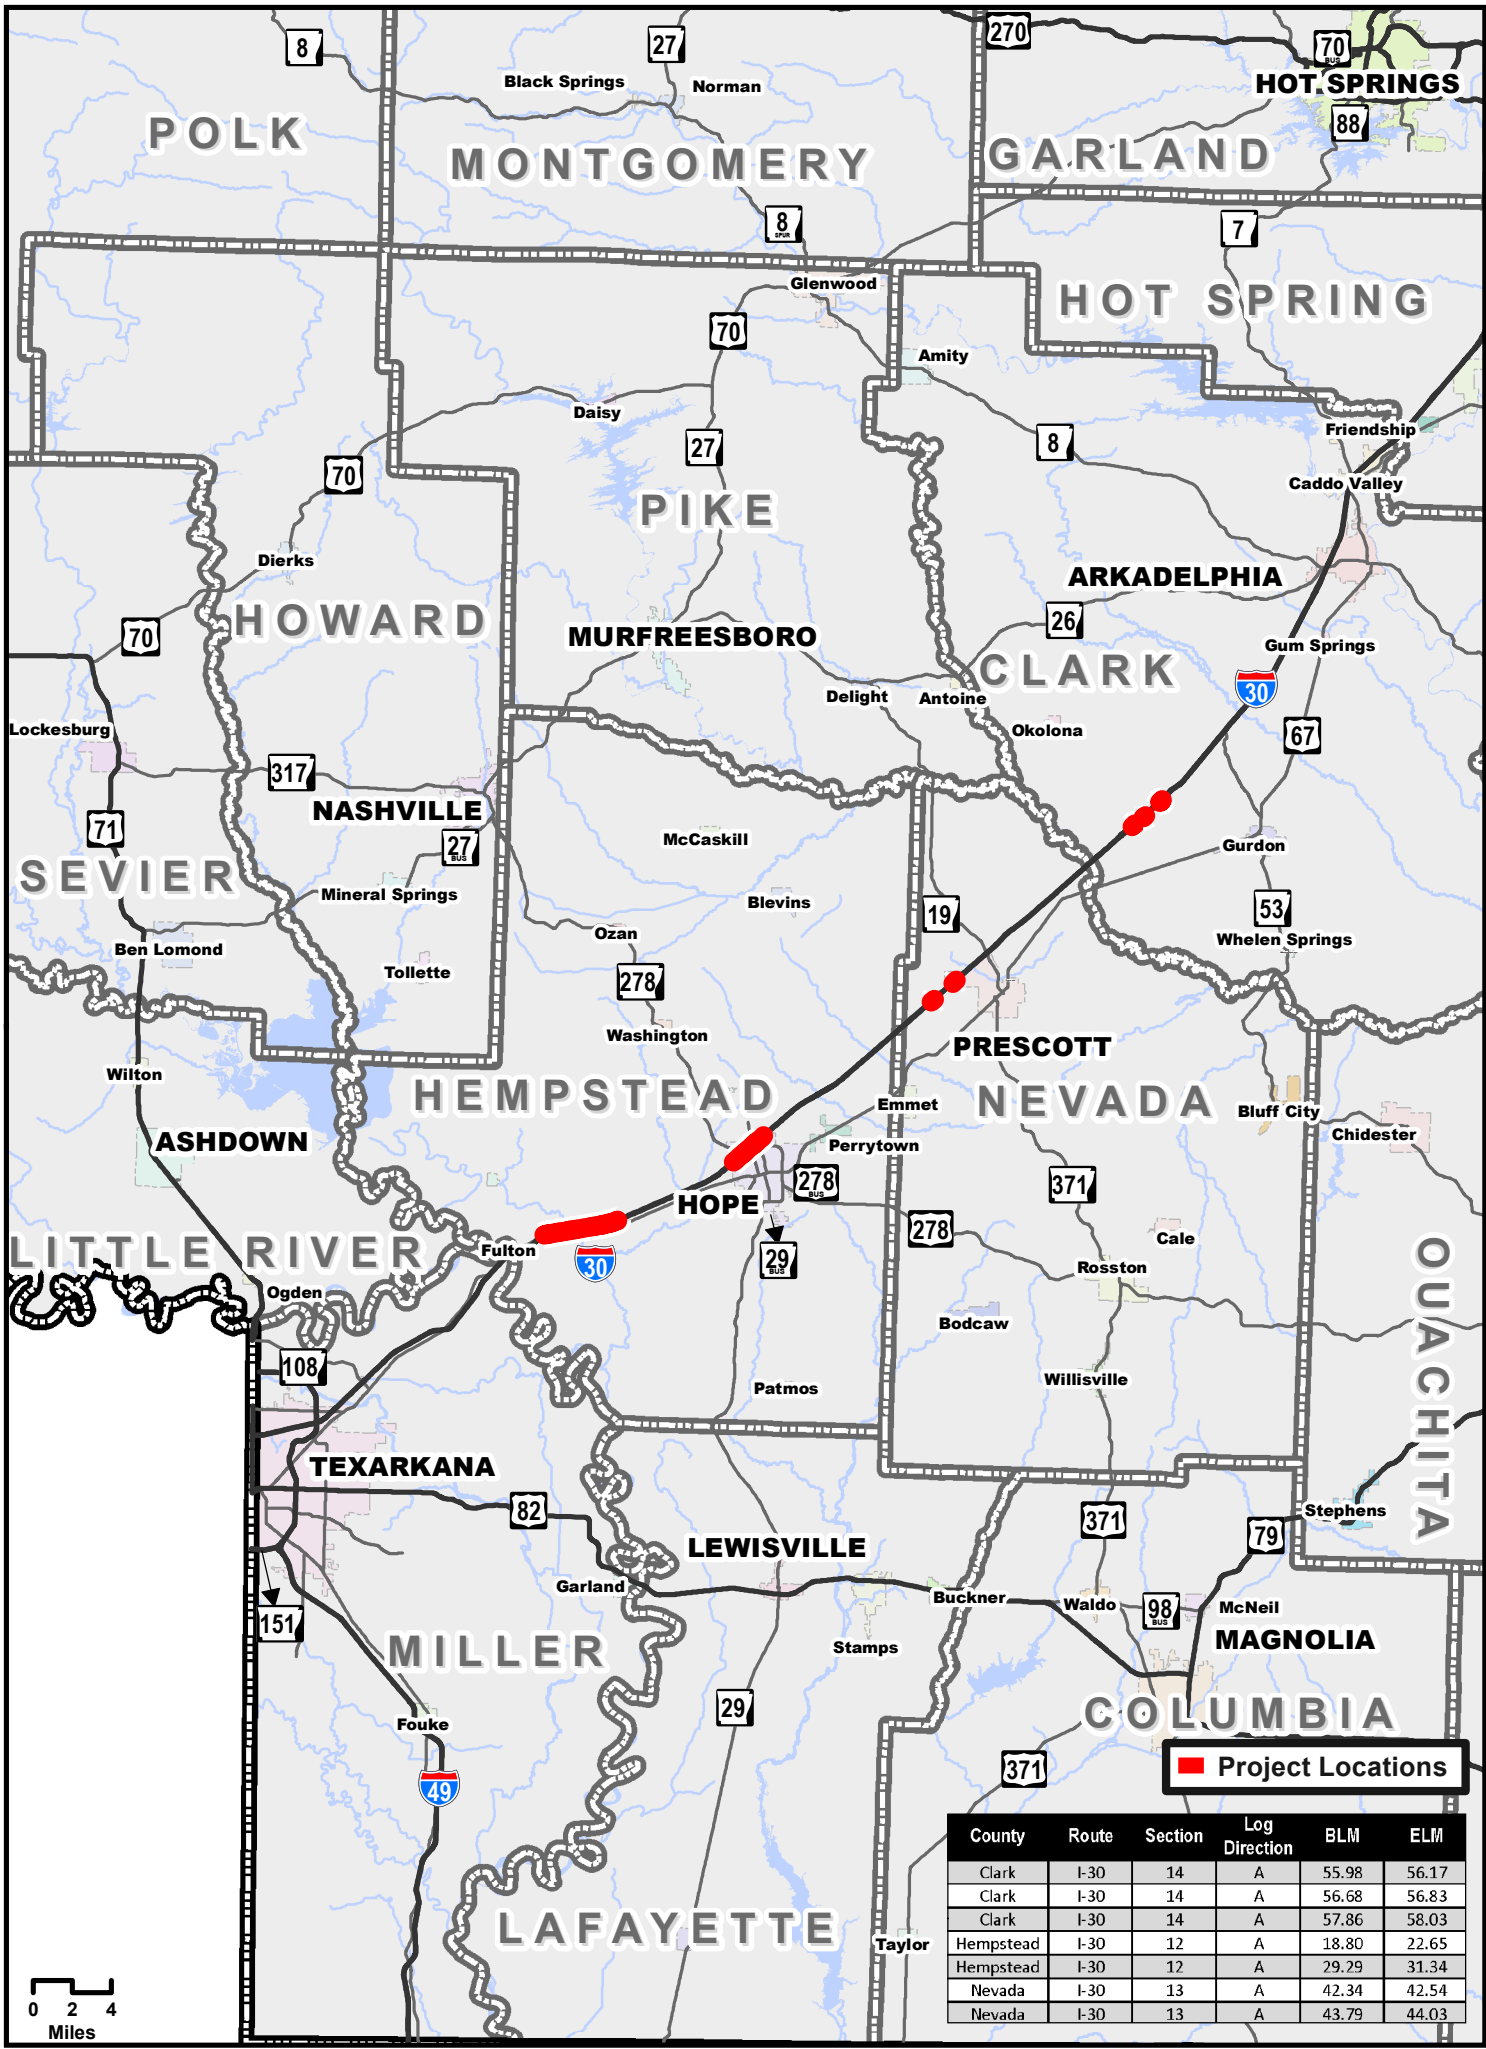 8
27
270
70
BUS
Black Springs
Norman
HOT SPRINGS
POLK
88
MONTGOMERY
GARLAND
8
SPUR
7
Glenwood
HOT SPRING
70
Amity
Daisy
Friendship
27
8
70
Caddo Valley
PIKE
Dierks
ARKADELPHIA
HOWARD
26
70
MURFREESBORO
Gum Springs
CLARK
30
Delight
Antoine
Lockesburg
Okolona
67
317
NASHVILLE
71
27
BUS
McCaskill
Gurdon
SEVIER
Mineral Springs
Blevins
19
53
Ozan
Ben Lomond
Whelen Springs
Tollette
278
Washington
PRESCOTT
Wilton
HEMPSTEAD
NEVADA
Emmet
Bluff City
ASHDOWN
Perrytown
Chidester
278
BUS
371
HOPE
278
Cale
LITTLE RIVER
Fulton
30
29
BUS
Rosston
OUACHITA
Ogden
Bodcaw
108
Patmos
Willisville
TEXARKANA
82
371
Stephens
79
LEWISVILLE
Garland
Buckner
Waldo
98
BUS
McNeil
151
MILLER
Stamps
MAGNOLIA
29
COLUMBIA
Fouke
49
371
Project Locations
County Route Section Log Direction BLM ELM
Clark I-30 14 A 55.98 56.17
Clark I-30 14 A 56.68 56.83
Clark I-30 14 A 57.86 58.03
Hempstead I-30 12 A 18.80 22.65
Hempstead I-30 12 A 29.29 31.34
Nevada I-30 13 A 42.34 42.54
Nevada I-30 13 A 43.79 44.03
LAFAYETTE
Taylor
0 2 4
Miles